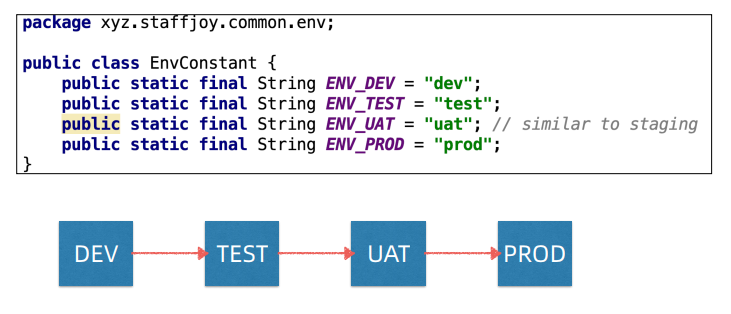 package xyz.staffjoy.common.env;
public class EnvConstant {
public static final String ENV_DEV = "dev";
public static final String ENV_TEST = "test";
public static final String ENV_UAT = "uat"; // similar to staging
public static final String ENV_PROD = "prod";
}
DEV TEST UAT PROD